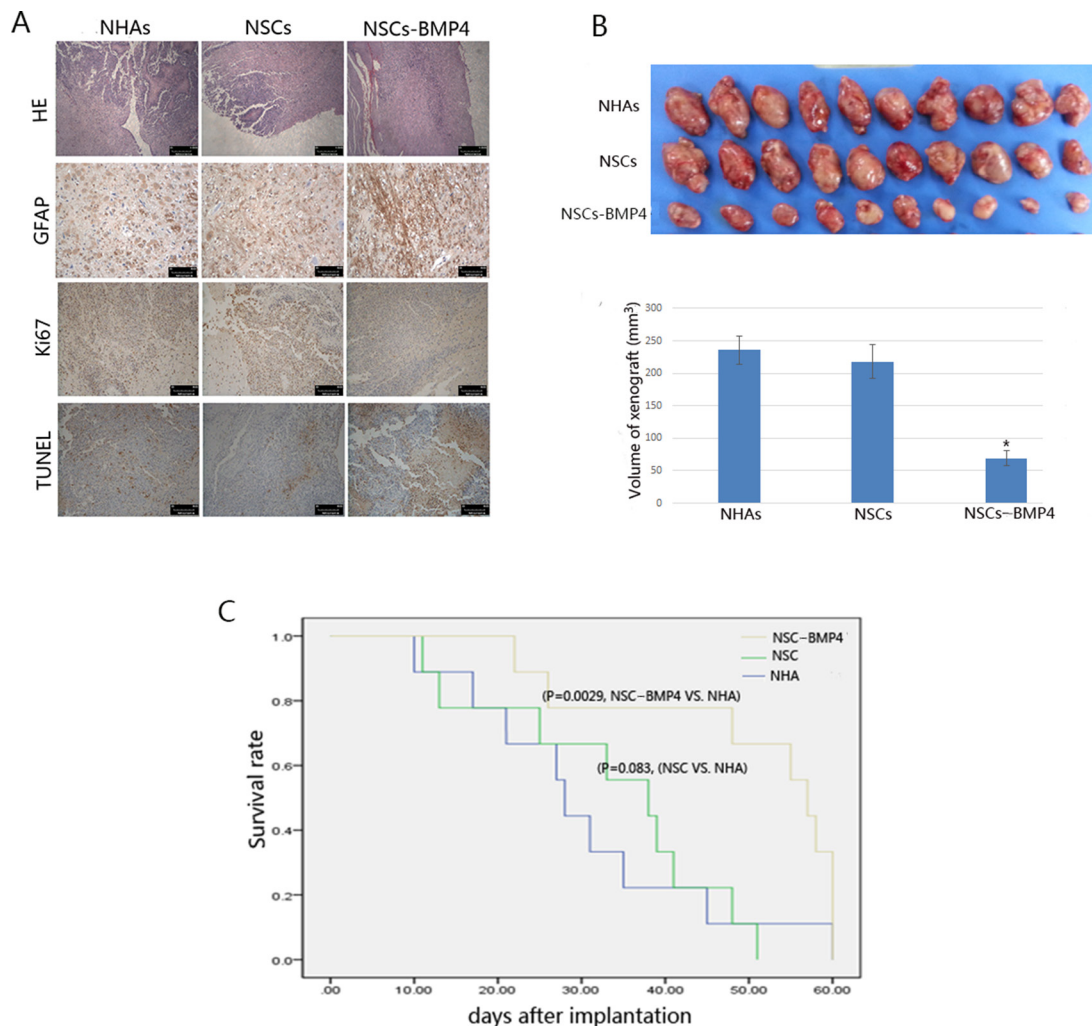 A
NHAs NSCs NSCs-BMP4
HE
GFAP
Ki67
TUNEL
B
NHAs
NSCs
NSCs-BMP4
Volume of xenograft (mm³)
300
250
200
150
100
50
0
NHAs NSCs NSCs-BMP4
*
C
NSC-BMP4
NSC
NHA
(P=0.0029, NSC-BMP4 VS. NHA)
(P=0.083, (NSC VS. NHA)
Survival rate
1.0
0.8
0.6
0.4
0.2
0.0
.00 10.00 20.00 30.00 40.00 50.00 60.00
days after implantation